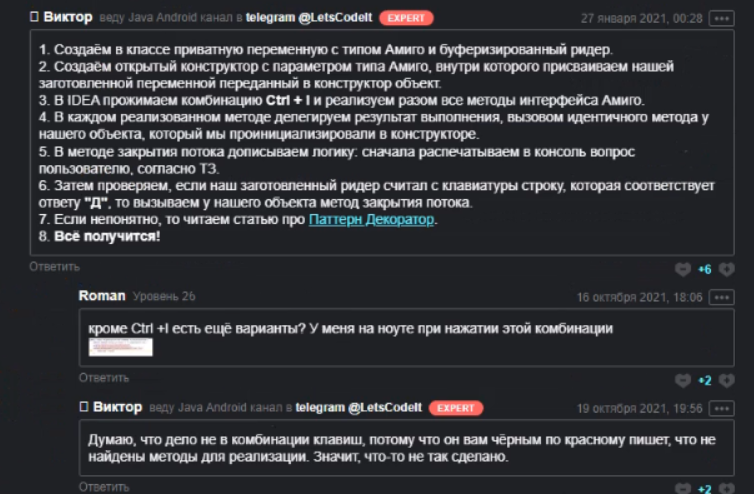 Виктор веду Java Android канал в telegram @LetsCodeIt EXPERT 27 января 2021, 00:28
1. Создаём в классе приватную переменную с типом Амиго и буферизированный ридер.
2. Создаём открытый конструктор с параметром типа Амиго, внутри которого присваиваем нашей
заготовленной переменной переданный в конструктор объект.
3. В IDEA прожимаем комбинацию Ctrl + I и реализуем разом все методы интерфейса Амиго.
4. В каждом реализованном методе делегируем результат выполнения, вызовом идентичного метода у
нашего объекта, который мы проинициализировали в конструкторе.
5. В методе закрытия потока дописываем логику: сначала распечатываем в консоль вопрос
пользователю, согласно ТЗ.
6. Затем проверяем, если наш заготовленный ридер считал с клавиатуры строку, которая соответствует
ответу "Д", то вызываем у нашего объекта метод закрытия потока.
7. Если непонятно, то читаем статью про Паттерн Декоратор.
8. Всё получится!
Ответить +6
Roman Уровень 26 16 октября 2021, 18:06
кроме Ctrl +I есть ещё варианты? У меня на ноуте при нажатии этой комбинации
Ответить +2
Виктор веду Java Android канал в telegram @LetsCodeIt EXPERT 19 октября 2021, 19:56
Думаю, что дело не в комбинации клавиш, потому что он вам чёрным по красному пишет, что не
найдены методы для реализации. Значит, что-то не так сделано.
Ответить +2